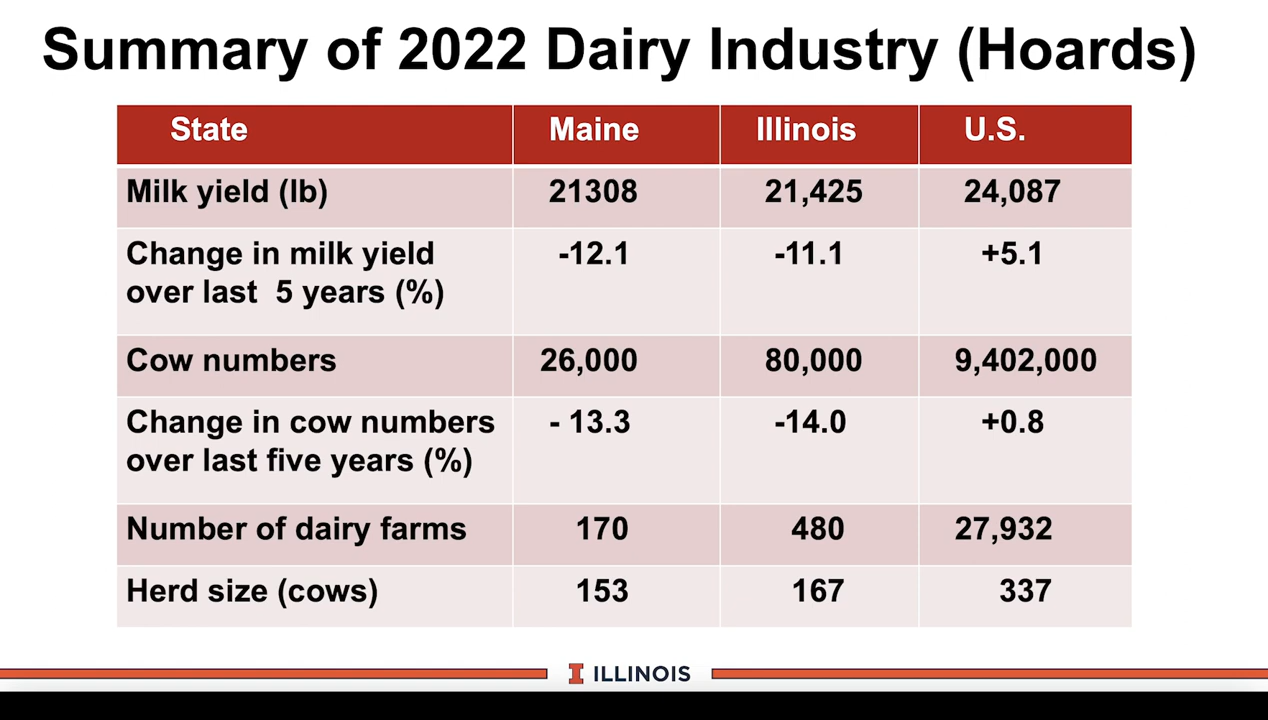 Summary of 2022 Dairy Industry (Hoards)
State Maine Illinois U.S.
Milk yield (lb) 21308 21,425 24,087
Change in milk yield -12.1 -11.1 +5.1
over last 5 years (%)
Cow numbers 26,000 80,000 9,402,000
Change in cow numbers - 13.3 -14.0 +0.8
over last five years (%)
Number of dairy farms 170 480 27,932
Herd size (cows) 153 167 337
I ILLINOIS